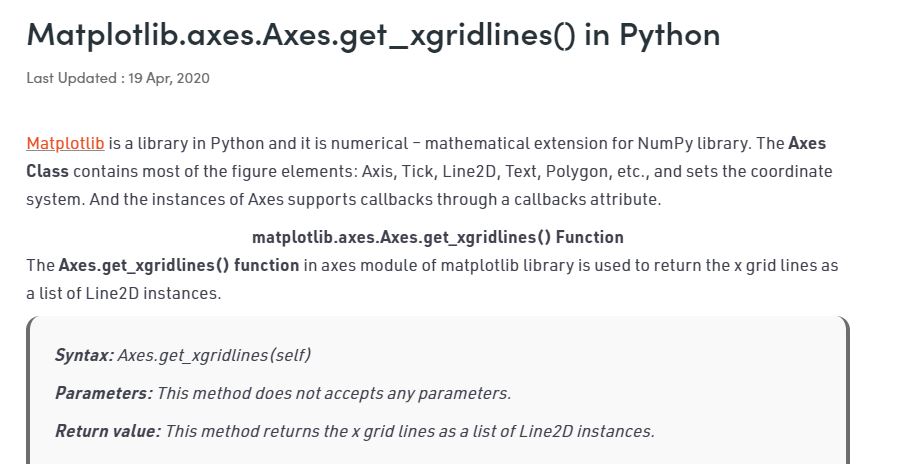 Matplotlib.axes.Axes.get_xgridlines() in Python
Last Updated : 19 Apr, 2020
Matplotlib is a library in Python and it is numerical – mathematical extension for NumPy library. The Axes
Class contains most of the figure elements: Axis, Tick, Line2D, Text, Polygon, etc., and sets the coordinate
system. And the instances of Axes supports callbacks through a callbacks attribute.
matplotlib.axes.Axes.get_xgridlines() Function
The Axes.get_xgridlines() function in axes module of matplotlib library is used to return the x grid lines as
a list of Line2D instances.
Syntax: Axes.get_xgridlines(self)
Parameters: This method does not accepts any parameters.
Return value: This method returns the x grid lines as a list of Line2D instances.